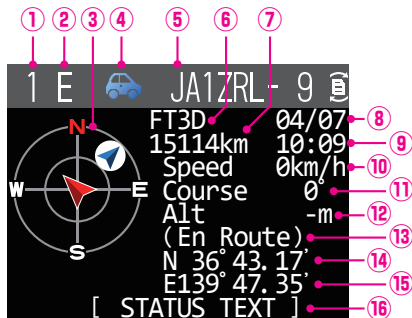 ① ② ③ ④ ⑤ ⑥ ⑦
1 E JA1ZRL- 9
N
W E
S
FT3D 04/07 ⑧
15114km 10:09 ⑨
Speed 0km/h ⑩
Course 0° ⑪
Alt -m ⑫
(En Route) ⑬
N 36°43.17' ⑭
E139°47.35' ⑮
[ STATUS TEXT ] ⑯